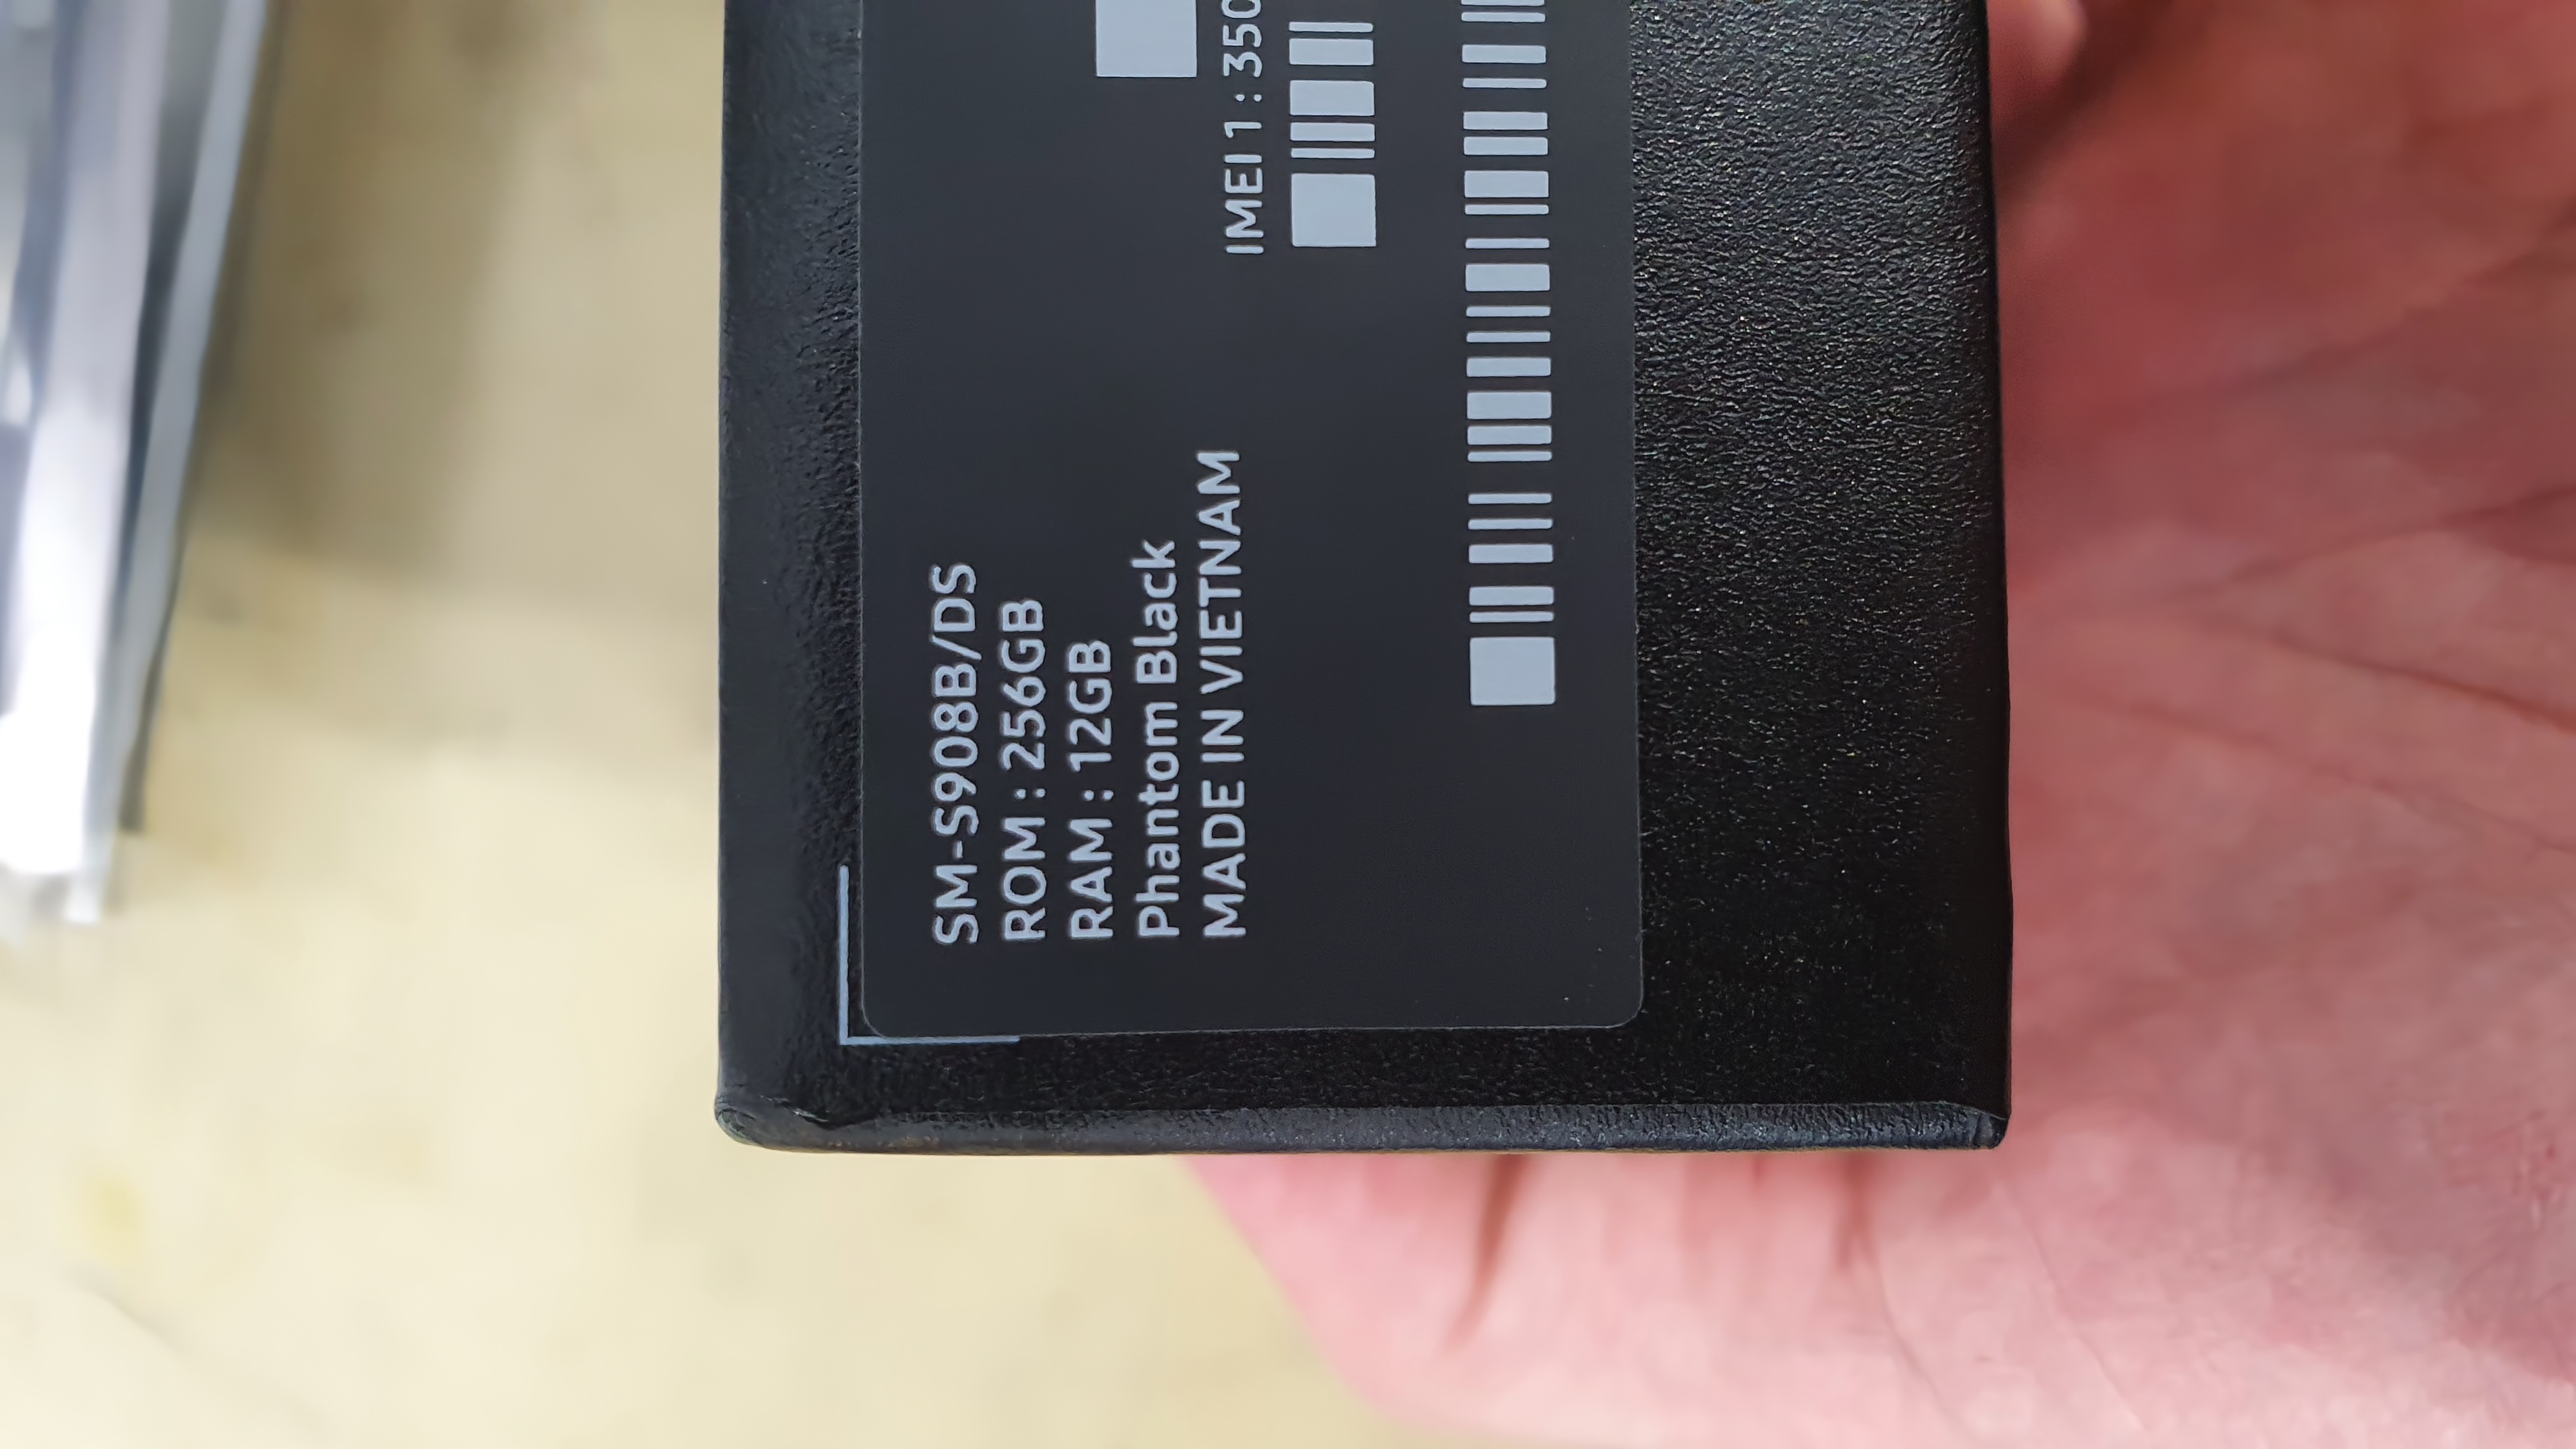 SM-S908B/DS
ROM : 256GB
RAM : 12GB
Phantom Black
MADE IN VIETNAM
IMEI 1 : 350